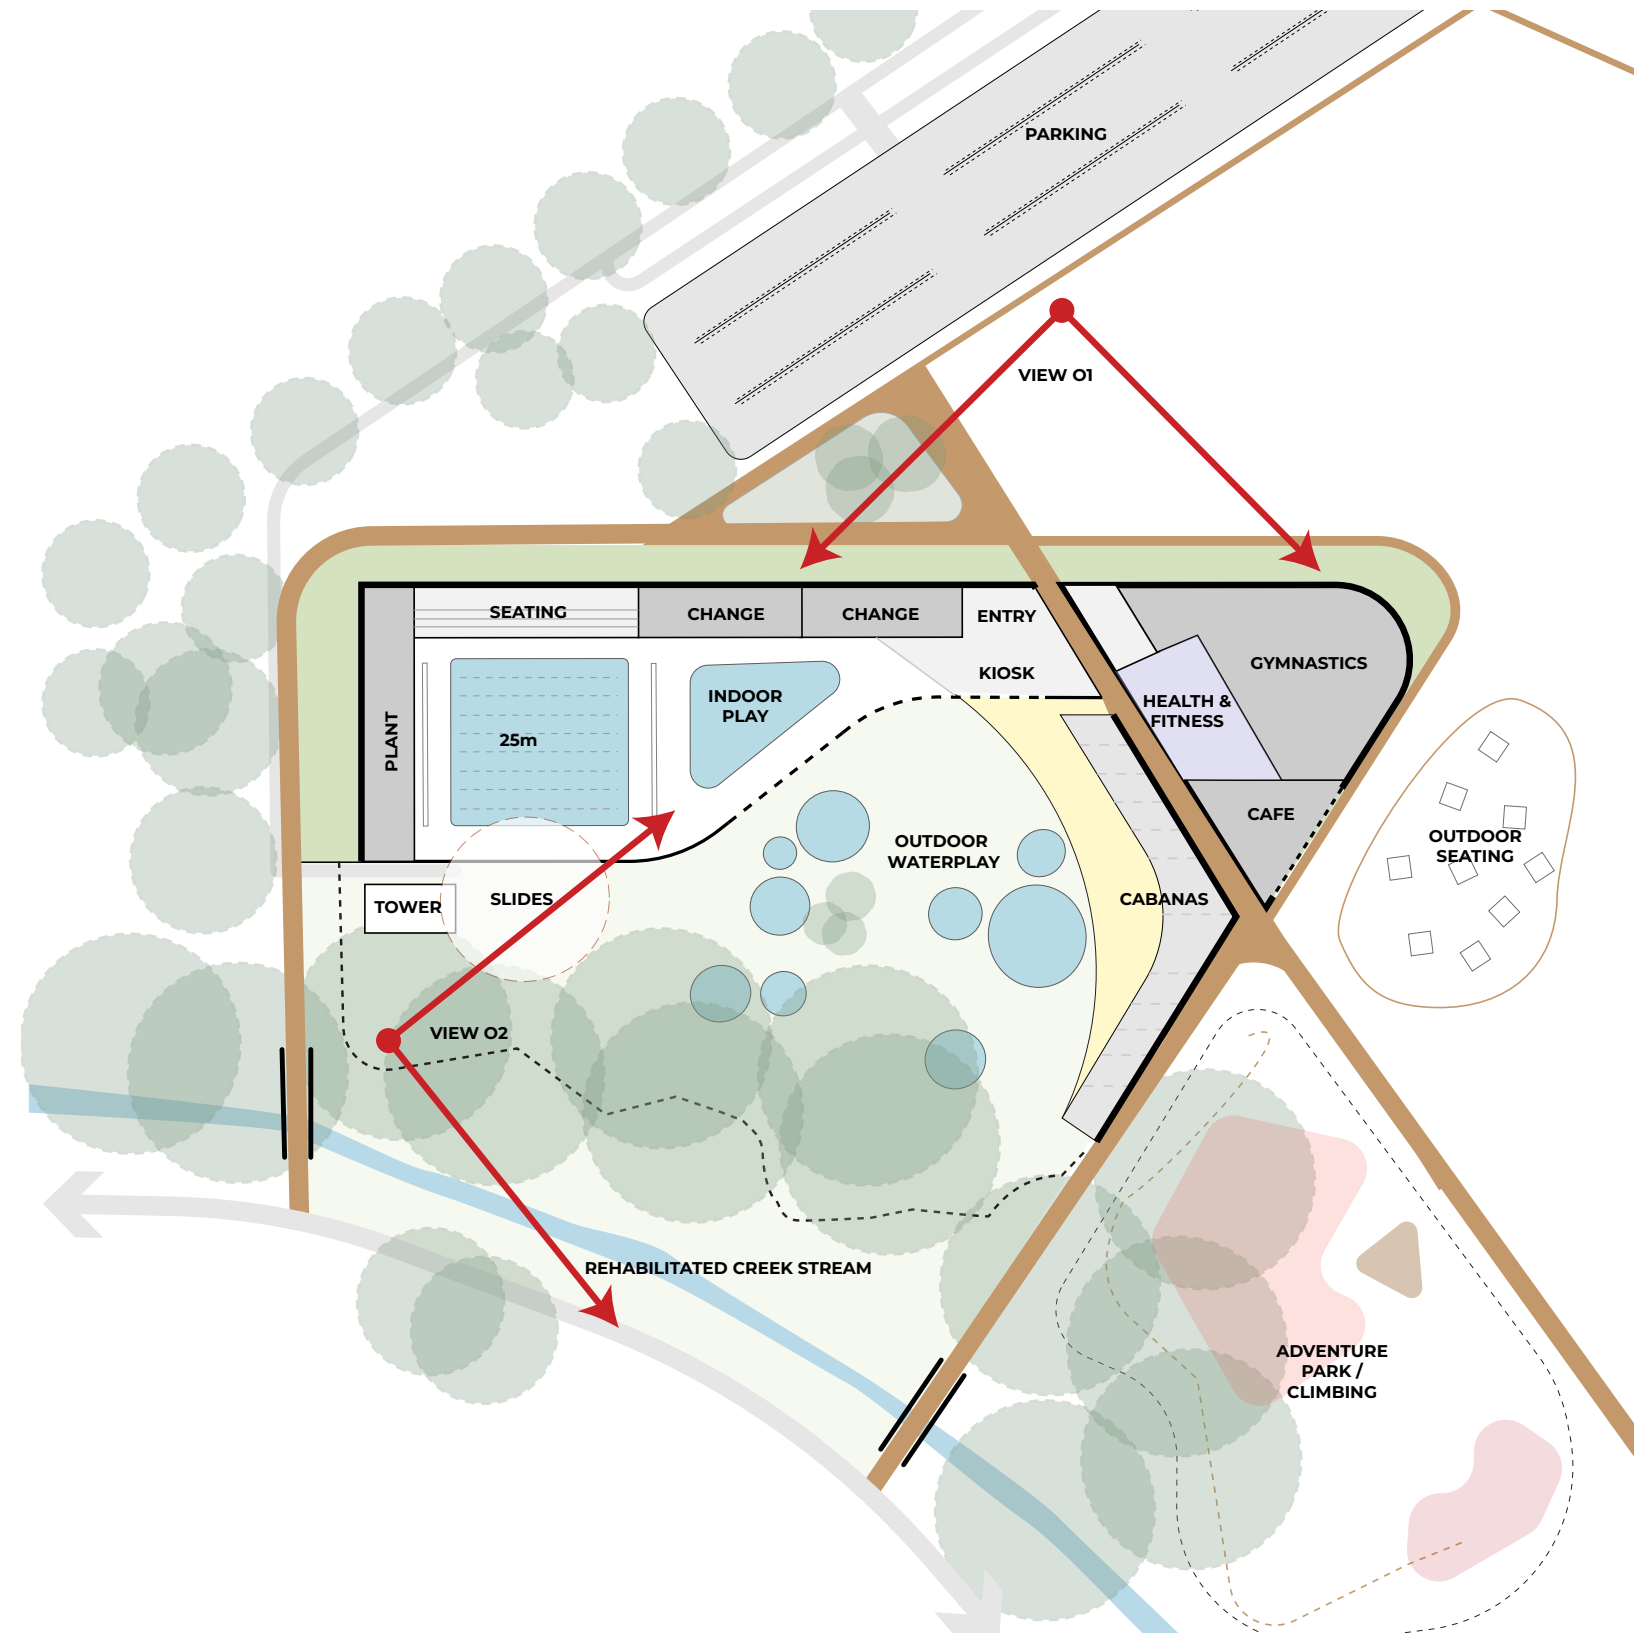 PARKING
VIEW O1
SEATING
CHANGE
CHANGE
ENTRY
KIOSK
GYMNASTICS
HEALTH &
FITNESS
PLANT
25m
INDOOR
PLAY
CAFE
OUTDOOR
WATERPLAY
OUTDOOR
SEATING
TOWER
SLIDES
CABANAS
VIEW O2
REHABILITATED CREEK STREAM
ADVENTURE
PARK /
CLIMBING